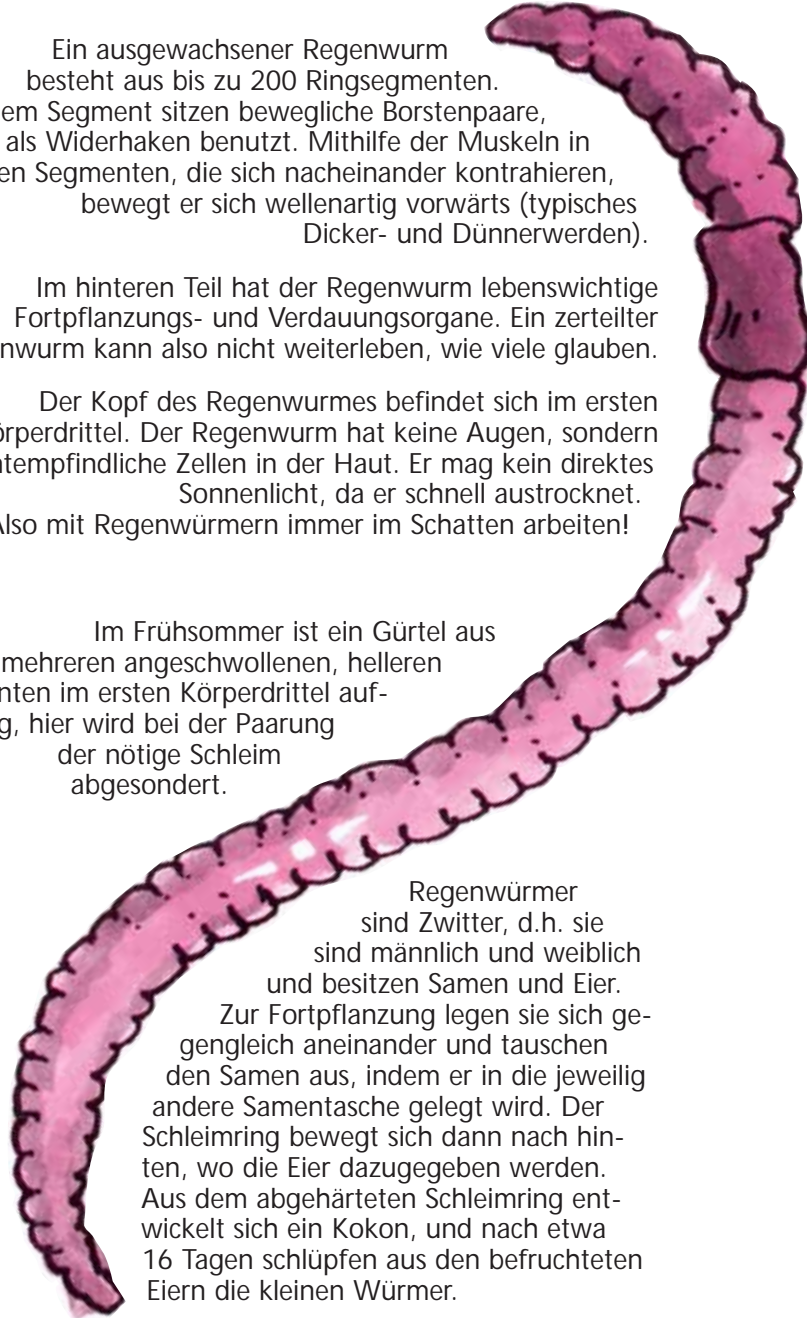 Ein ausgewachsener Regenwurm
besteht aus bis zu 200 Ringsegmenten.
em Segment sitzen bewegliche Borstenpaare,
als Widerhaken benutzt. Mithilfe der Muskeln in
en Segmenten, die sich nacheinander kontrahieren,
bewegt er sich wellenartig vorwärts (typisches
Dicker- und Dünnerwerden).
Im hinteren Teil hat der Regenwurm lebenswichtige
Fortpflanzungs- und Verdauungsorgane. Ein zerteilter
nwurm kann also nicht weiterleben, wie viele glauben.
Der Kopf des Regenwurmes befindet sich im ersten
örperdrittel. Der Regenwurm hat keine Augen, sondern
htempfindliche Zellen in der Haut. Er mag kein direktes
Sonnenlicht, da er schnell austrocknet.
Also mit Regenwürmern immer im Schatten arbeiten!
Im Frühsommer ist ein Gürtel aus
mehreren angeschwollenen, helleren
nten im ersten Körperdrittel auf-
g, hier wird bei der Paarung
der nötige Schleim
abgesondert.
Regenwürmer
sind Zwitter, d.h. sie
sind männlich und weiblich
und besitzen Samen und Eier.
Zur Fortpflanzung legen sie sich ge-
gengleich aneinander und tauschen
den Samen aus, indem er in die jeweilig
andere Samentasche gelegt wird. Der
Schleimring bewegt sich dann nach hin-
ten, wo die Eier dazugegeben werden.
Aus dem abgehärteten Schleimring ent-
wickelt sich ein Kokon, und nach etwa
16 Tagen schlüpfen aus den befruchteten
Eiern die kleinen Würmer.